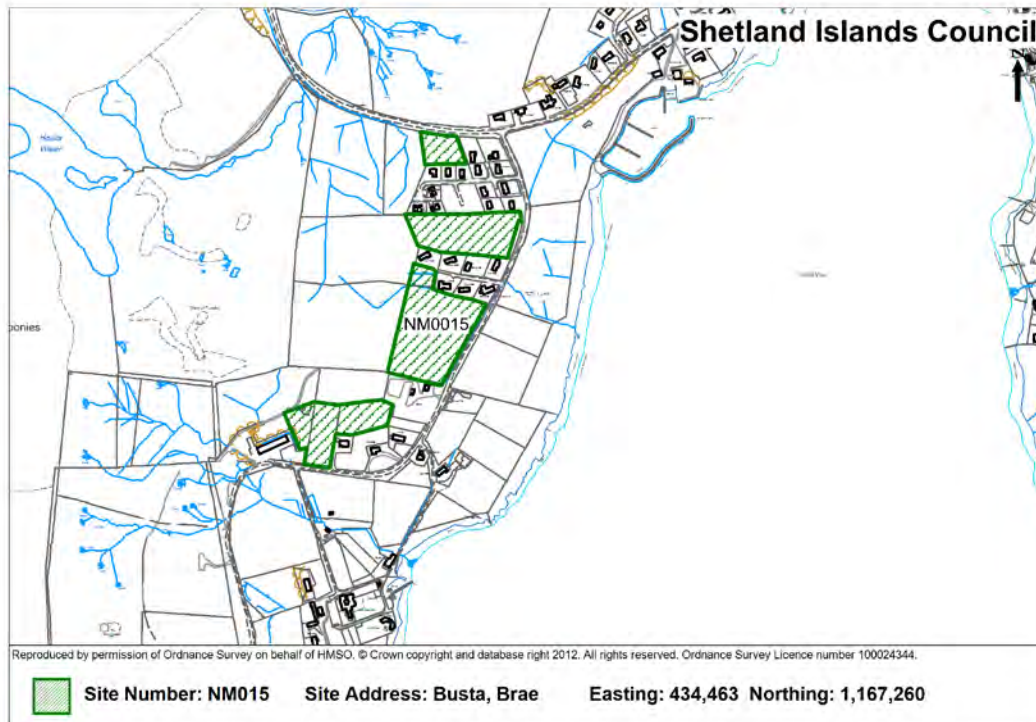 Shetland Islands Council
N
Water
ponies
NM0015
Reproduced by permission of Ordnance Survey on behalf of HMSO. © Crown copyright and database right 2012. All rights reserved. Ordnance Survey Licence number 100024344.
Site Number: NM015 Site Address: Busta, Brae Easting: 434,463 Northing: 1,167,260